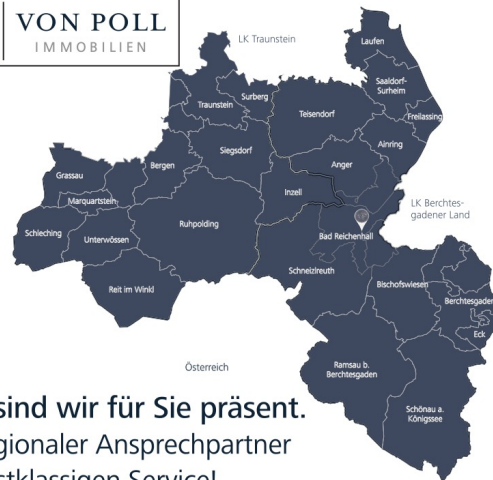 VON POLL
IMMOBILIEN
LK Traunstein
Laufen
Saaldorf-
Surheim
Surberg
Traunstein
Teisendorf
Freilassing
Ainring
Siegsdorf
Anger
Bergen
Grassau
Inzell
Marquartstein
LK Berchtes-
gadener Land
Ruhpolding
Schleching
Unterwössen
Bad Reichenhall
Schneizlreuth
Bischofswiesen
Reit im Winkl
Berchtesgaden
Eck
Österreich
Ramsau b.
Berchtesgaden
Schönau a.
Königssee
sind wir für Sie präsent.
gionaler Ansprechpartner
stklassigen Service!